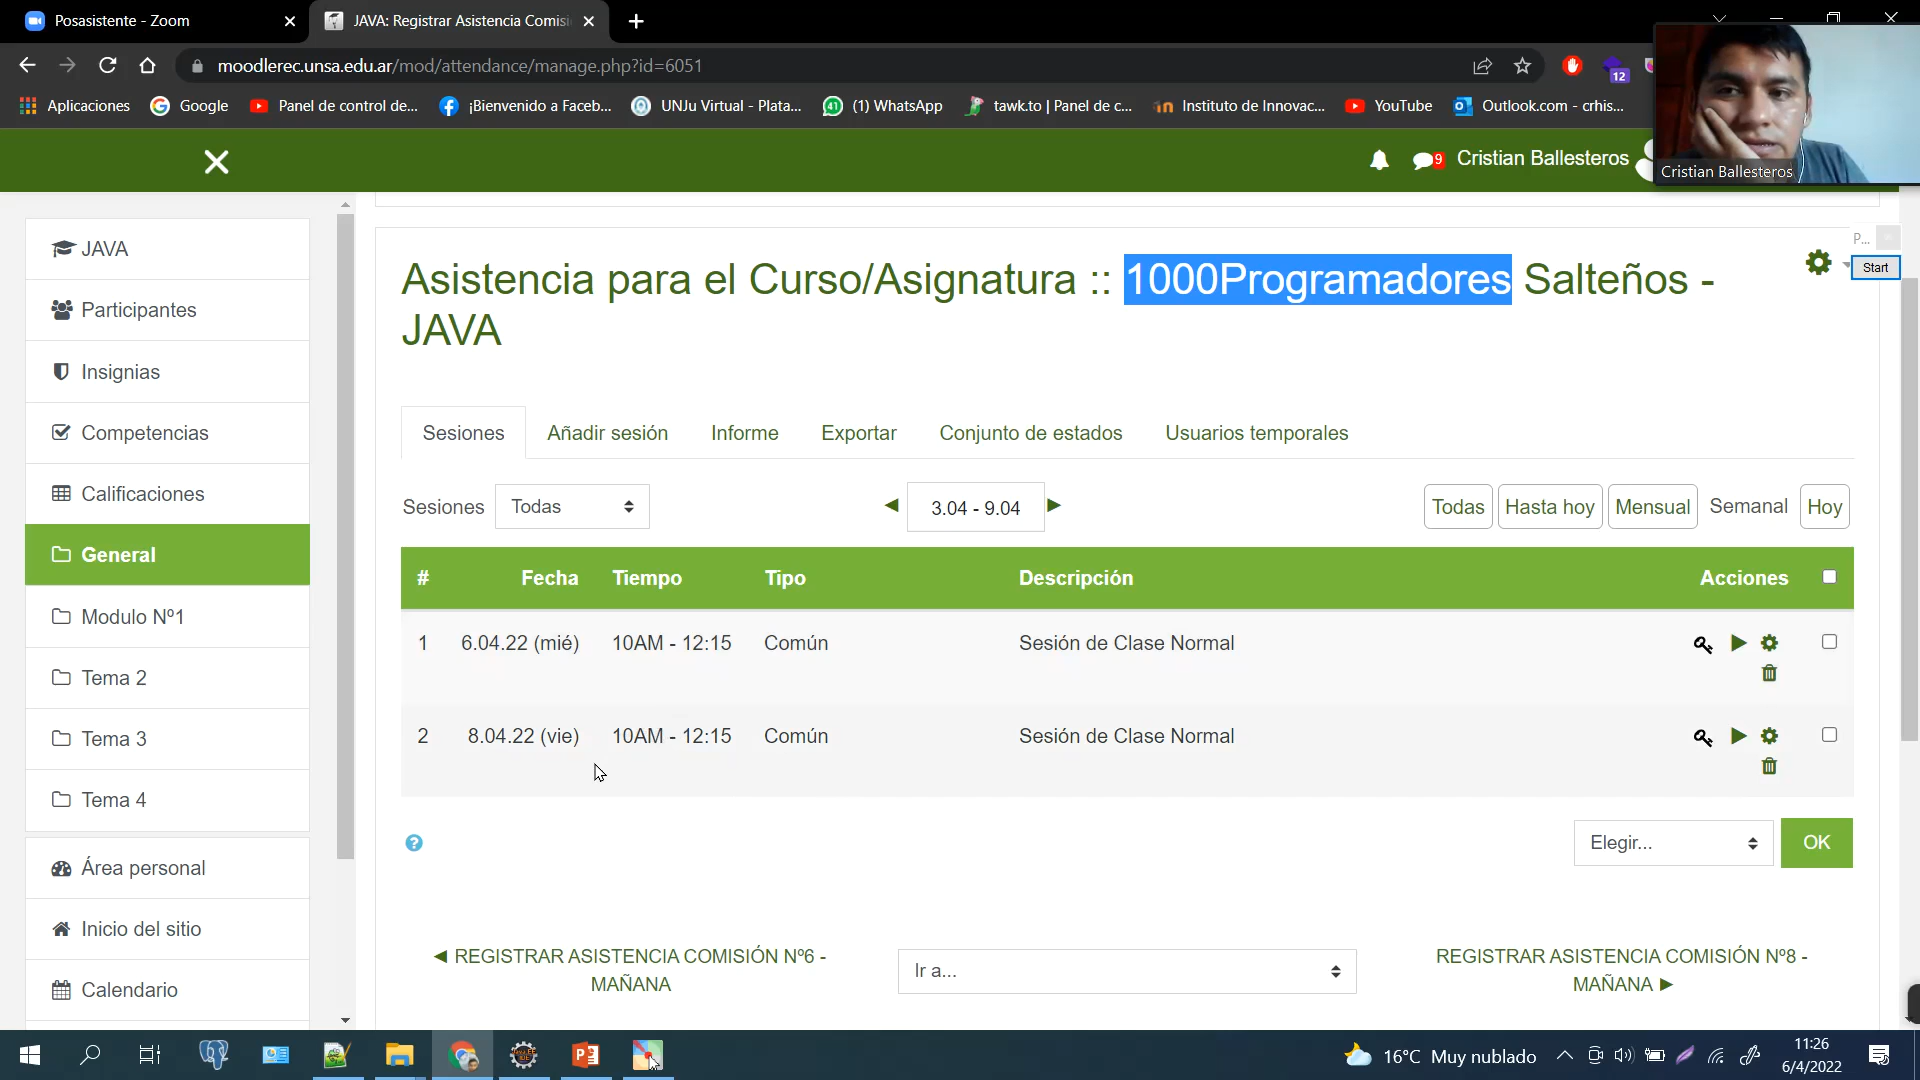 Posasistente - Zoom
JAVA: Registrar Asistencia Comisi
moodlerec.unsa.edu.ar/mod/attendance/manage.php?id=6051
12
Aplicaciones
Google
Panel de control de...
¡Bienvenido a Faceb...
UNJu Virtual - Plata...
(1) WhatsApp
tawk.to | Panel de c...
Instituto de Innovac...
YouTube
Outlook.com - crhis...
9
Cristian Ballesteros
Cristian Ballesteros
JAVA
Participantes
Insignias
Competencias
Calificaciones
General
Modulo Nº1
Tema 2
Tema 3
Tema 4
Área personal
Inicio del sitio
Calendario
P...
Start
Asistencia para el Curso/Asignatura :: 1000Programadores Salteños -
JAVA
Sesiones
Añadir sesión
Informe
Exportar
Conjunto de estados
Usuarios temporales
Sesiones
Todas
3.04 - 9.04
Todas
Hasta hoy
Mensual
Semanal
Hoy
# Fecha Tiempo Tipo Descripción Acciones
1 6.04.22 (mié) 10AM - 12:15 Común Sesión de Clase Normal
2 8.04.22 (vie) 10AM - 12:15 Común Sesión de Clase Normal
Elegir...
OK
◄ REGISTRAR ASISTENCIA COMISIÓN Nº6 -
MAÑANA
Ir a...
REGISTRAR ASISTENCIA COMISIÓN Nº8 -
MAÑANA ►
16°C Muy nublado
11:26
6/4/2022